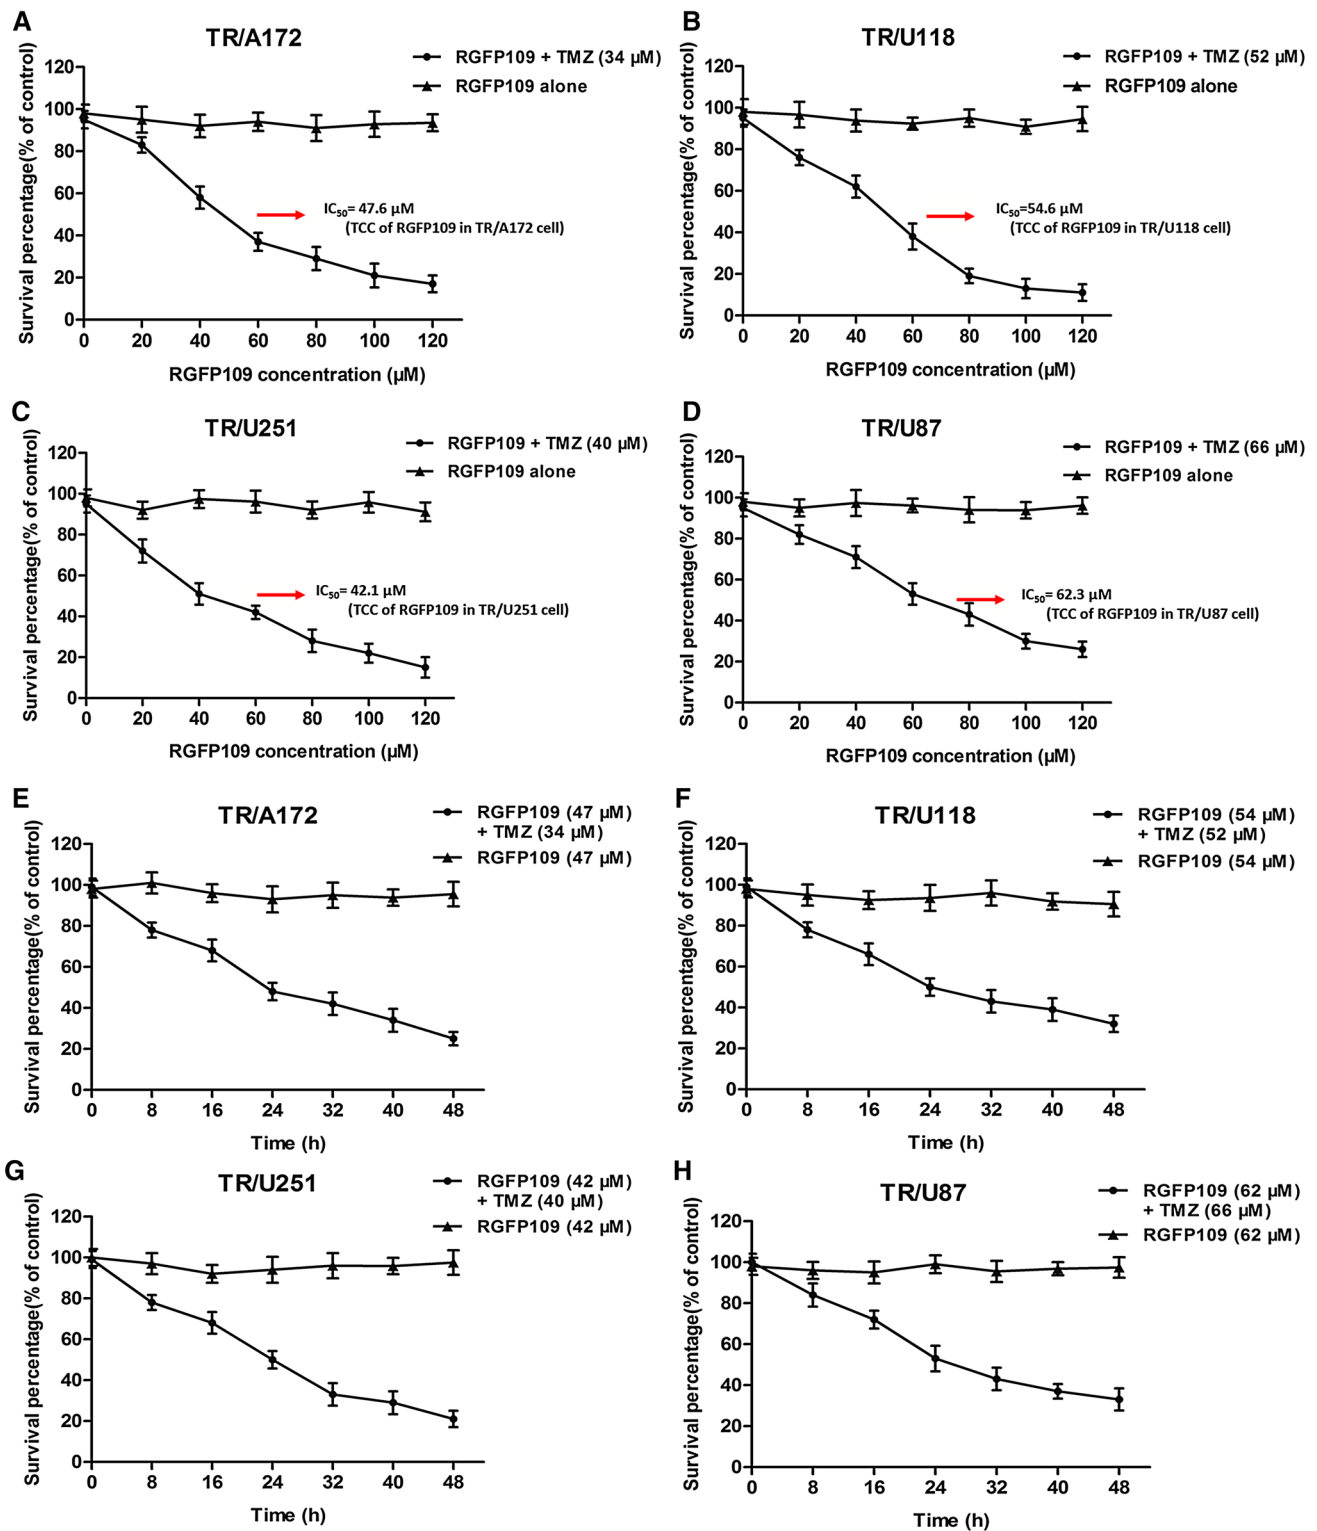 A
TR/A172
RGFP109 + TMZ (34 µM)
RGFP109 alone
Survival percentage(% of control)
120
100
80
60
40
20
0
IC50= 47.6 µM
(TCC of RGFP109 in TR/A172 cell)
0 20 40 60 80 100 120
RGFP109 concentration (µM)
B
TR/U118
RGFP109 + TMZ (52 µM)
RGFP109 alone
Survival percentage(% of control)
120
100
80
60
40
20
0
IC50=54.6 µM
(TCC of RGFP109 in TR/U118 cell)
0 20 40 60 80 100 120
RGFP109 concentration (µM)
C
TR/U251
RGFP109 + TMZ (40 µM)
RGFP109 alone
Survival percentage(% of control)
120
100
80
60
40
20
0
IC50= 42.1 µM
(TCC of RGFP109 in TR/U251 cell)
0 20 40 60 80 100 120
RGFP109 concentration (µM)
D
TR/U87
RGFP109 + TMZ (66 µM)
RGFP109 alone
Survival percentage(% of control)
120
100
80
60
40
20
0
IC50= 62.3 µM
(TCC of RGFP109 in TR/U87 cell)
0 20 40 60 80 100 120
RGFP109 concentration (µM)
E
TR/A172
RGFP109 (47 µM)
+ TMZ (34 µM)
RGFP109 (47 µM)
Survival percentage(% of control)
120
100
80
60
40
20
0
0 8 16 24 32 40 48
Time (h)
F
TR/U118
RGFP109 (54 µM)
+ TMZ (52 µM)
RGFP109 (54 µM)
Survival percentage(% of control)
120
100
80
60
40
20
0
0 8 16 24 32 40 48
Time (h)
G
TR/U251
RGFP109 (42 µM)
+ TMZ (40 µM)
RGFP109 (42 µM)
Survival percentage(% of control)
120
100
80
60
40
20
0
0 8 16 24 32 40 48
Time (h)
H
TR/U87
RGFP109 (62 µM)
+ TMZ (66 µM)
RGFP109 (62 µM)
Survival percentage(% of control)
120
100
80
60
40
20
0
0 8 16 24 32 40 48
Time (h)